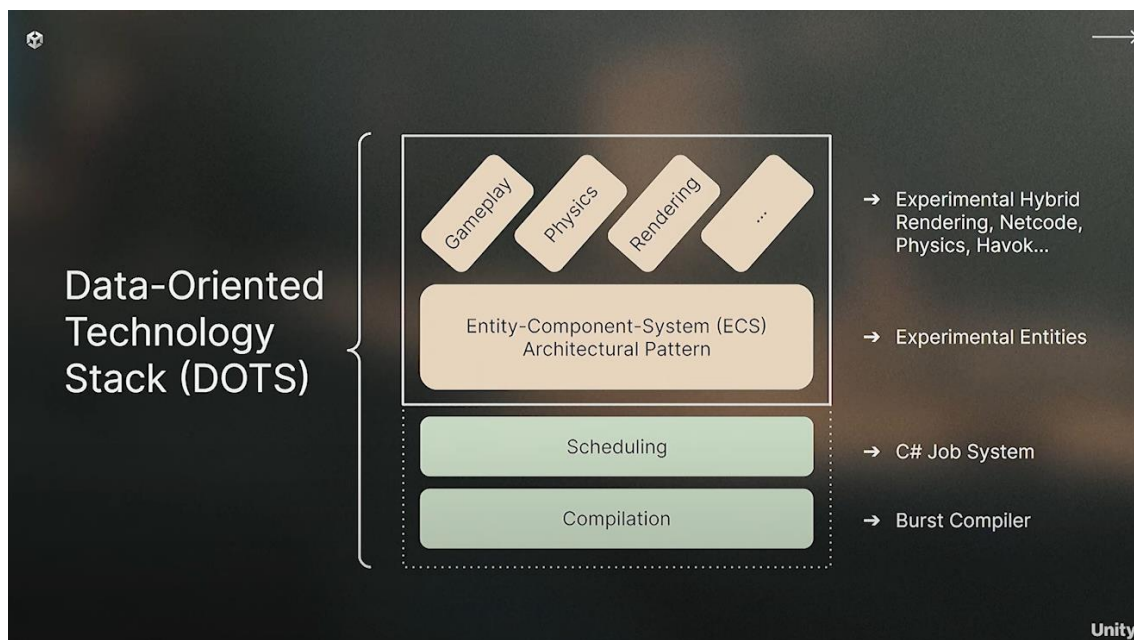 Data-Oriented
Technology
Stack (DOTS)
Gameplay
Physics
Rendering
...
Entity-Component-System (ECS)
Architectural Pattern
Scheduling
Compilation
→ Experimental Hybrid
Rendering, Netcode,
Physics, Havok...
→ Experimental Entities
→ C# Job System
→ Burst Compiler
Unity